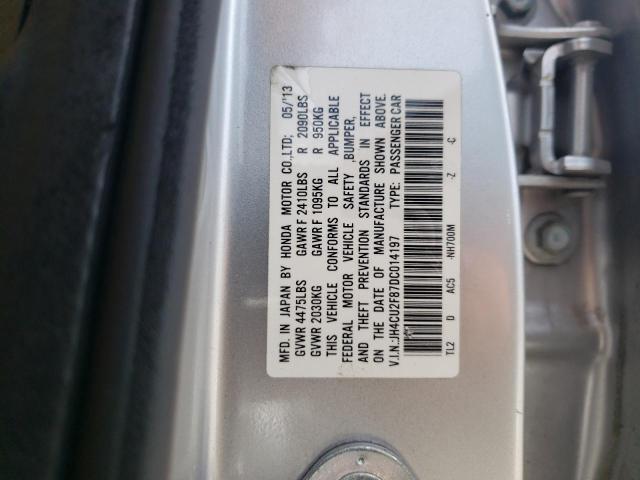 MFD. IN JAPAN BY HONDA MOTOR CO.,LTD; 05/'13
GVWR 4475LBS GAWR F 2410LBS R 2090LBS
GVWR 2030KG GAWR F 1095KG R 950KG
THIS VEHICLE CONFORMS TO ALL APPLICABLE
FEDERAL MOTOR VEHICLE SAFETY ,BUMPER,
AND THEFT PREVENTION STANDARDS IN EFFECT
ON THE DATE OF MANUFACTURE SHOWN ABOVE.
V.I.N.:JH4CU2F87DC014197 TYPE: PASSENGER CAR
TL2 D AC5 -NH700M -Z -C